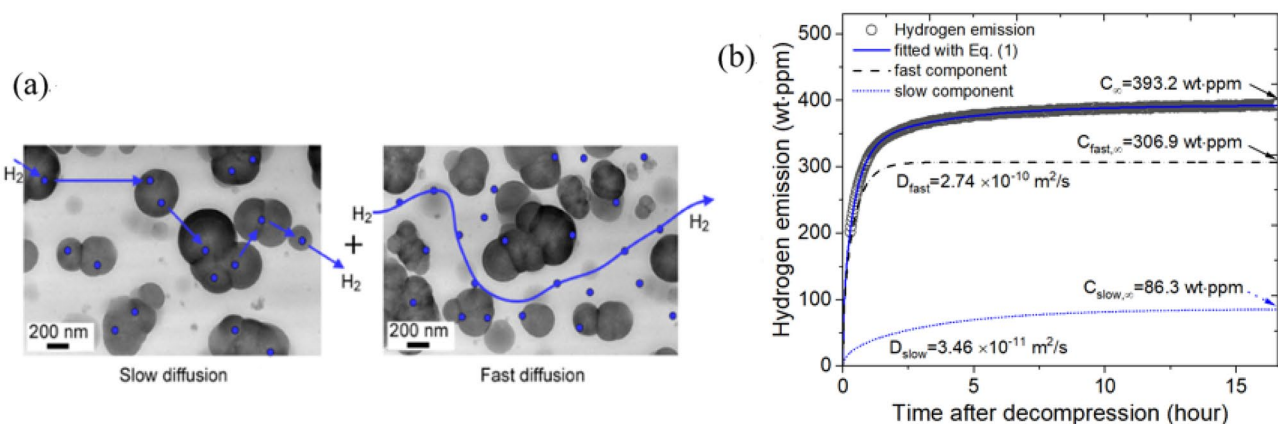 (a)
H₂
H₂
200 nm
Slow diffusion
+
H₂
H₂
200 nm
Fast diffusion
(b)
Hydrogen emission (wt·ppm)
500
400
300
200
100
0
Hydrogen emission
fitted with Eq. (1)
fast component
slow component
C∞=393.2 wt·ppm
Cfast,∞=306.9 wt·ppm
Dfast=2.74 ×10⁻¹⁰ m²/s
Cslow,∞=86.3 wt·ppm
Dslow=3.46 ×10⁻¹¹ m²/s
0 5 10 15
Time after decompression (hour)